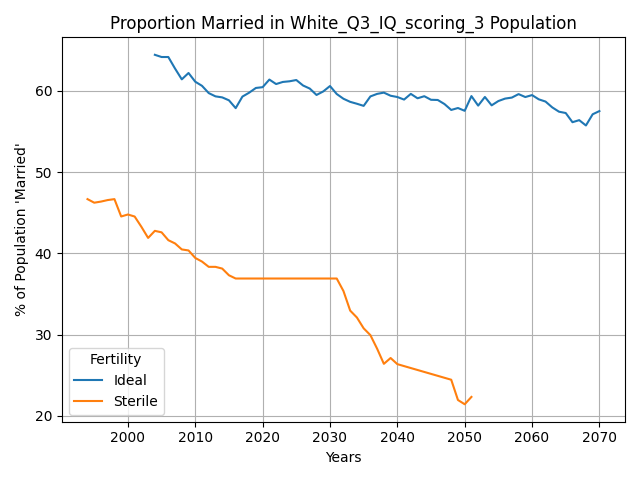 Proportion Married in White_Q3_IQ_scoring_3 Population
% of Population 'Married'
60
50
40
30
20
Fertility
Ideal
Sterile
2000 2010 2020 2030 2040 2050 2060 2070
Years